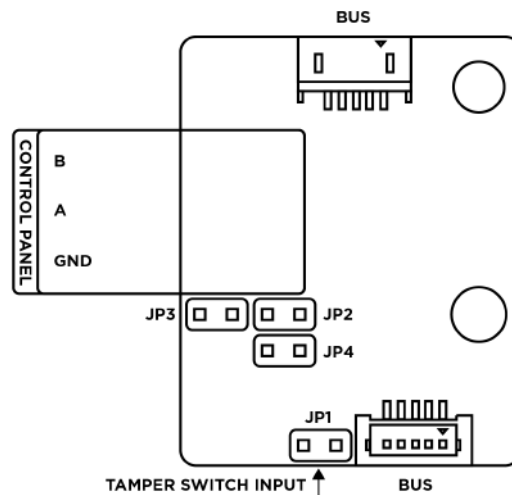 BUS
CONTROL PANEL
B
A
GND
JP3
JP2
JP4
JP1
TAMPER SWITCH INPUT
BUS